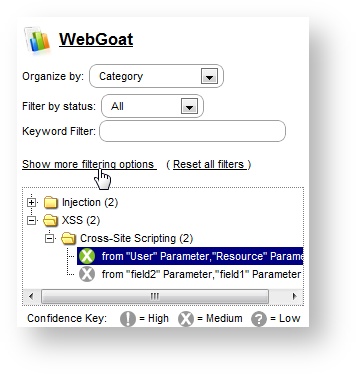 WebGoat
Organize by: Category
Filter by status: All
Keyword Filter:
Show more filtering options ( Reset all filters )
Injection (2)
XSS (2)
Cross-Site Scripting (2)
from "User" Parameter,"Resource" Parame
from "field2" Parameter,"field1" Parameter
Confidence Key: ! = High X = Medium ? = Low